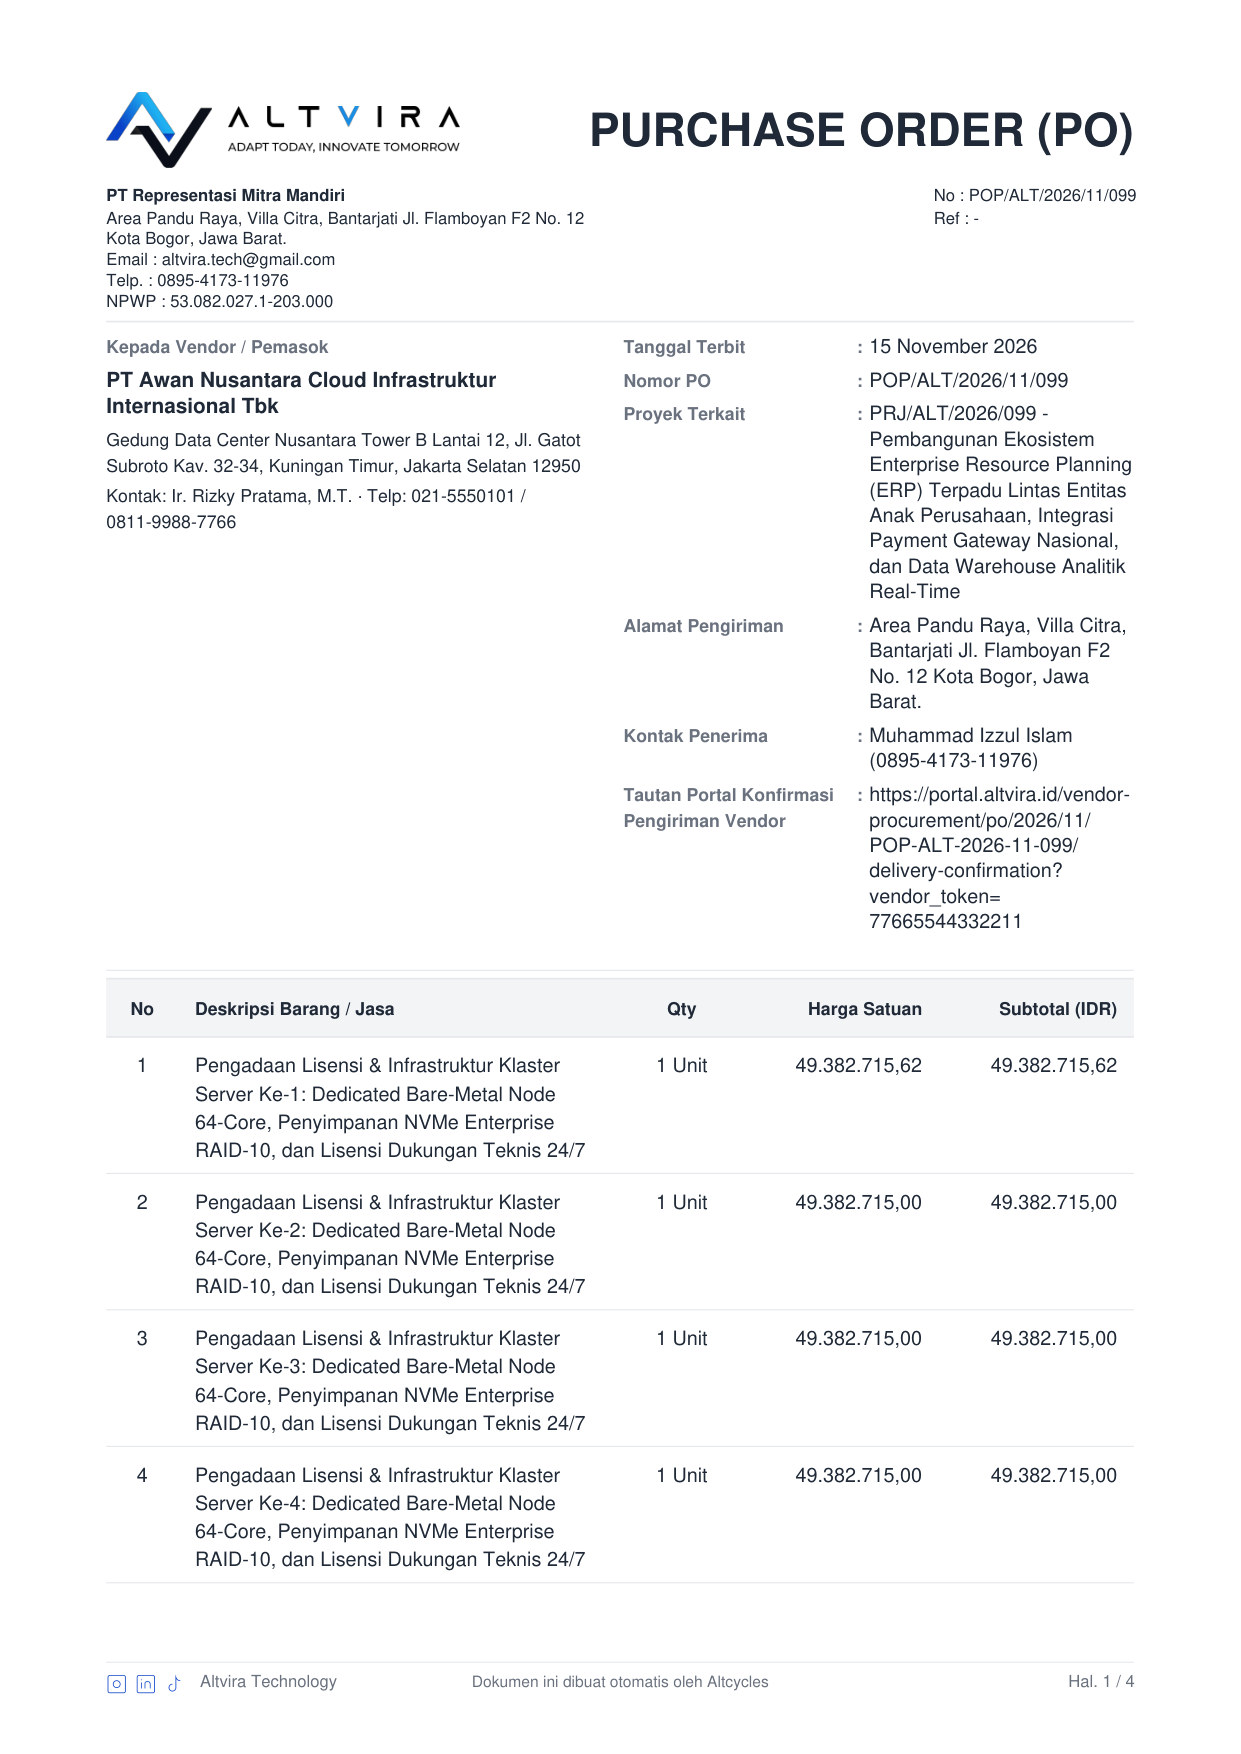 ALTVIRA
ADAPT TODAY, INNOVATE TOMORROW
PURCHASE ORDER (PO)
PT Representasi Mitra Mandiri
Area Pandu Raya, Villa Citra, Bantarjati Jl. Flamboyan F2 No. 12
Kota Bogor, Jawa Barat.
Email : altvira.tech@gmail.com
Telp. : 0895-4173-11976
NPWP : 53.082.027.1-203.000
No : POP/ALT/2026/11/099
Ref : -
Kepada Vendor / Pemasok
PT Awan Nusantara Cloud Infrastruktur
Internasional Tbk
Gedung Data Center Nusantara Tower B Lantai 12, Jl. Gatot
Subroto Kav. 32-34, Kuningan Timur, Jakarta Selatan 12950
Kontak: Ir. Rizky Pratama, M.T. · Telp: 021-5550101 /
0811-9988-7766
Tanggal Terbit : 15 November 2026
Nomor PO : POP/ALT/2026/11/099
Proyek Terkait : PRJ/ALT/2026/099 -
Pembangunan Ekosistem
Enterprise Resource Planning
(ERP) Terpadu Lintas Entitas
Anak Perusahaan, Integrasi
Payment Gateway Nasional,
dan Data Warehouse Analitik
Real-Time
Alamat Pengiriman : Area Pandu Raya, Villa Citra,
Bantarjati Jl. Flamboyan F2
No. 12 Kota Bogor, Jawa
Barat.
Kontak Penerima : Muhammad Izzul Islam
(0895-4173-11976)
Tautan Portal Konfirmasi : https://portal.altvira.id/vendor-
Pengiriman Vendor procurement/po/2026/11/
POP-ALT-2026-11-099/
delivery-confirmation?
vendor_token=
77665544332211
No Deskripsi Barang / Jasa Qty Harga Satuan Subtotal (IDR)
1 Pengadaan Lisensi & Infrastruktur Klaster 1 Unit 49.382.715,62 49.382.715,62
Server Ke-1: Dedicated Bare-Metal Node
64-Core, Penyimpanan NVMe Enterprise
RAID-10, dan Lisensi Dukungan Teknis 24/7
2 Pengadaan Lisensi & Infrastruktur Klaster 1 Unit 49.382.715,00 49.382.715,00
Server Ke-2: Dedicated Bare-Metal Node
64-Core, Penyimpanan NVMe Enterprise
RAID-10, dan Lisensi Dukungan Teknis 24/7
3 Pengadaan Lisensi & Infrastruktur Klaster 1 Unit 49.382.715,00 49.382.715,00
Server Ke-3: Dedicated Bare-Metal Node
64-Core, Penyimpanan NVMe Enterprise
RAID-10, dan Lisensi Dukungan Teknis 24/7
4 Pengadaan Lisensi & Infrastruktur Klaster 1 Unit 49.382.715,00 49.382.715,00
Server Ke-4: Dedicated Bare-Metal Node
64-Core, Penyimpanan NVMe Enterprise
RAID-10, dan Lisensi Dukungan Teknis 24/7
Altvira Technology Dokumen ini dibuat otomatis oleh Altcycles Hal. 1 / 4